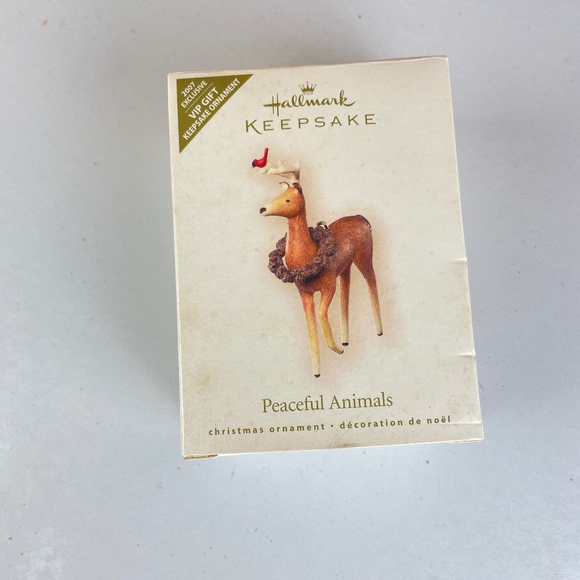 2007
EXCLUSIVE
VIP GIFT
KEEPSAKE ORNAMENT
Hallmark
KEEPSAKE
Peaceful Animals
christmas ornament • décoration de noël